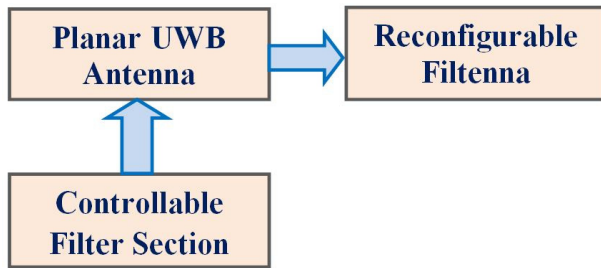 Planar UWB
Antenna
Reconfigurable
Filtenna
Controllable
Filter Section